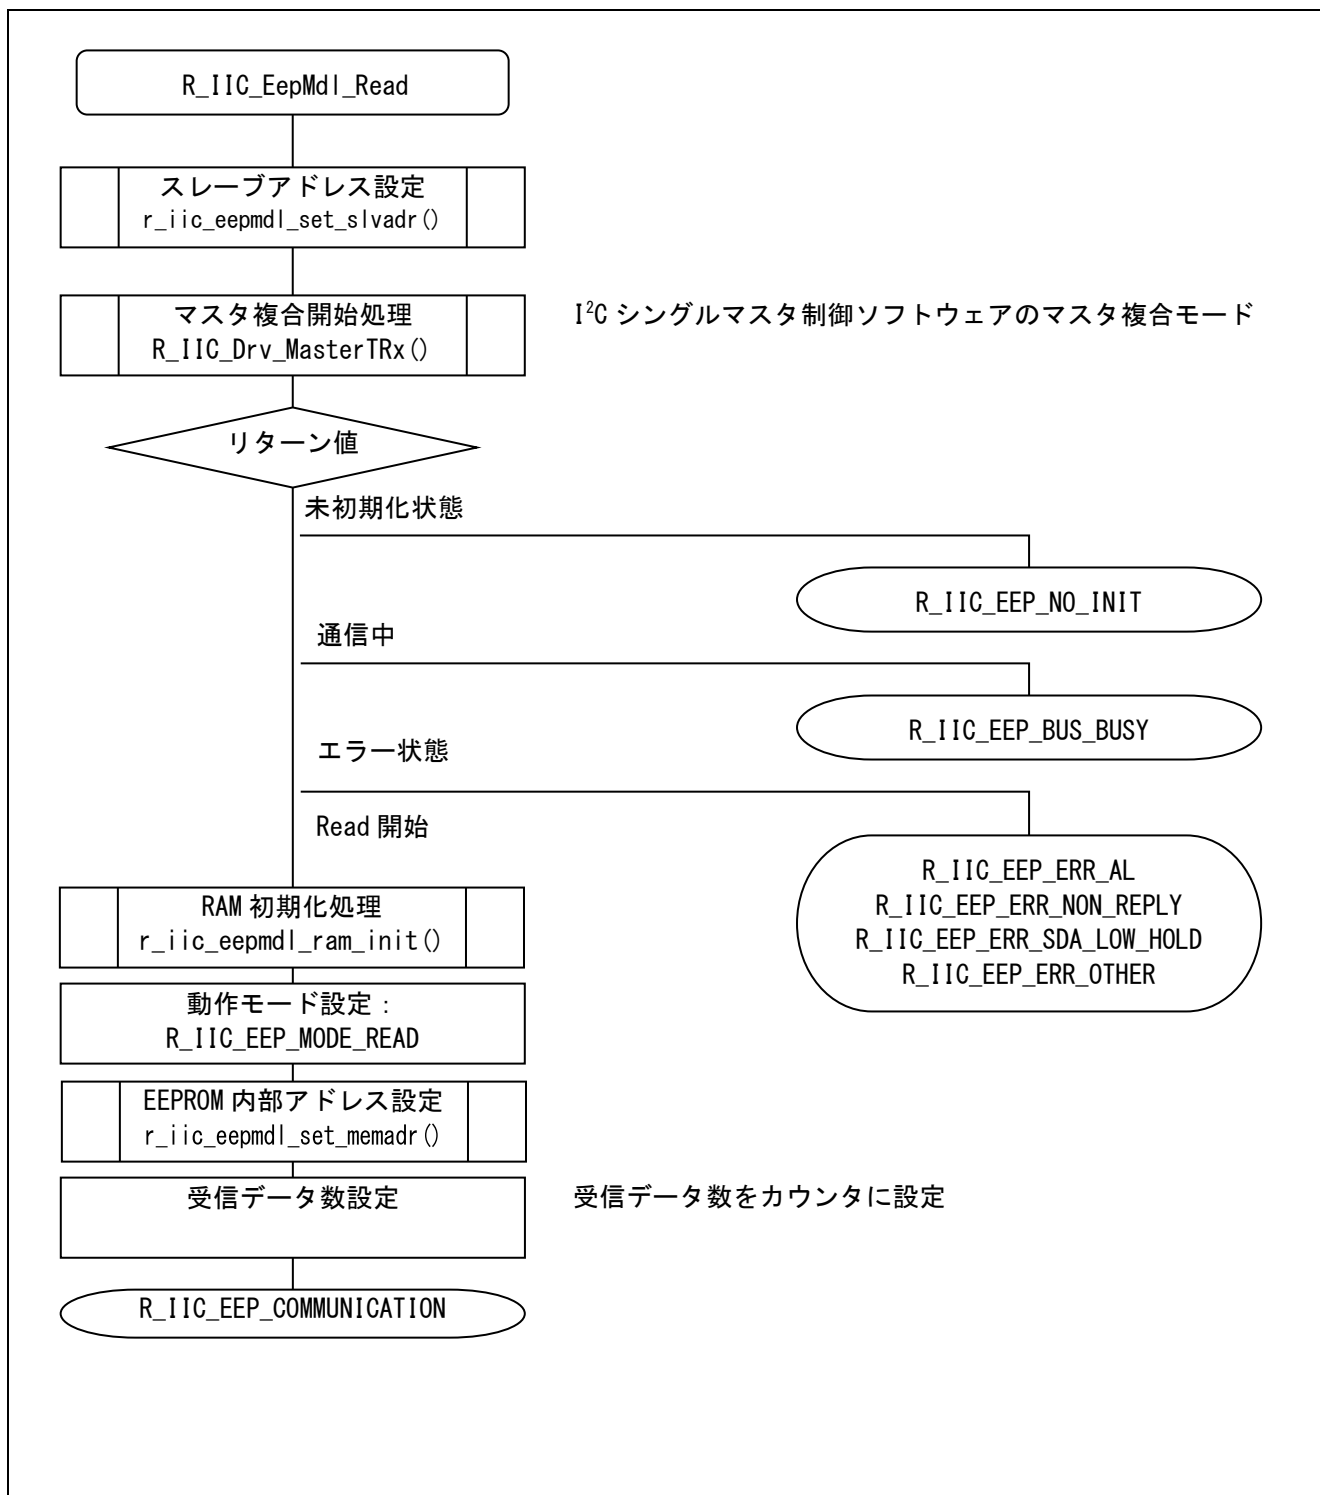 R_IIC_EepMdl_Read
スレーブアドレス設定
r_iic_eepmdl_set_slvadr()
マスタ複合開始処理
R_IIC_Drv_MasterTRx()
I²C シングルマスタ制御ソフトウェアのマスタ複合モード
リターン値
未初期化状態
R_IIC_EEP_NO_INIT
通信中
R_IIC_EEP_BUS_BUSY
エラー状態
Read 開始
R_IIC_EEP_ERR_AL
R_IIC_EEP_ERR_NON_REPLY
R_IIC_EEP_ERR_SDA_LOW_HOLD
R_IIC_EEP_ERR_OTHER
RAM 初期化処理
r_iic_eepmdl_ram_init()
動作モード設定：
R_IIC_EEP_MODE_READ
EEPROM 内部アドレス設定
r_iic_eepmdl_set_memadr()
受信データ数設定
受信データ数をカウンタに設定
R_IIC_EEP_COMMUNICATION